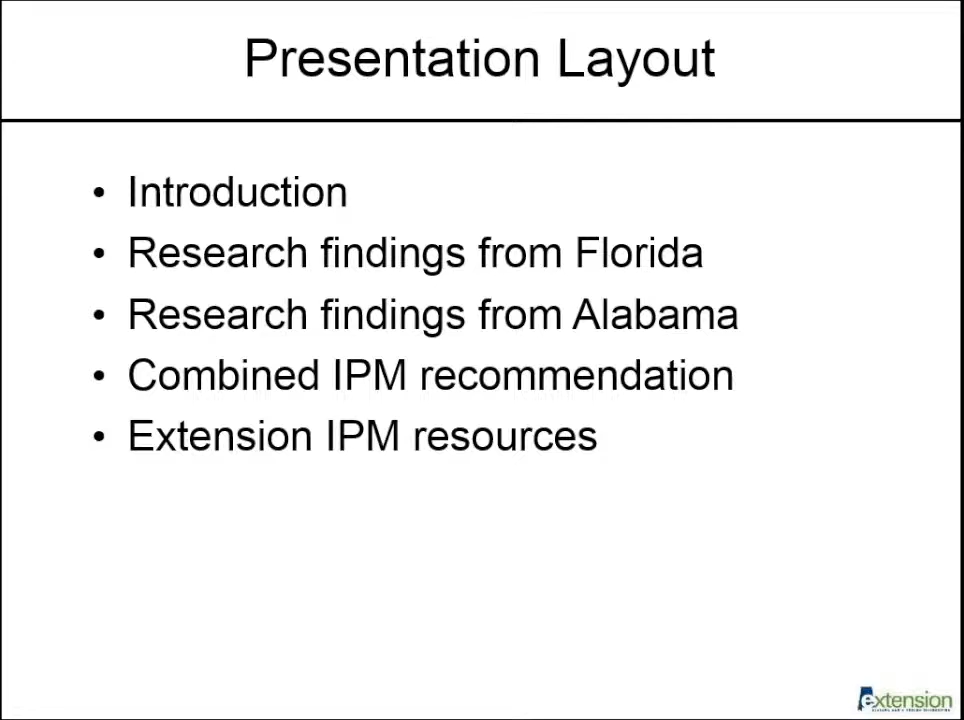 Presentation Layout
• Introduction
• Research findings from Florida
• Research findings from Alabama
• Combined IPM recommendation
• Extension IPM resources
extension